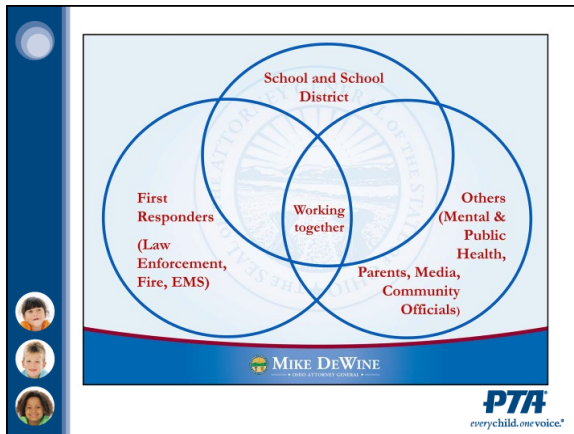 School and School
District
First
Responders
(Law
Enforcement,
Fire, EMS)
Working
together
Others
(Mental &
Public
Health,
Parents, Media,
Community
Officials)
MIKE DEWINE
• OHIO ATTORNEY GENERAL •
PTA
everychild.onevoice.®